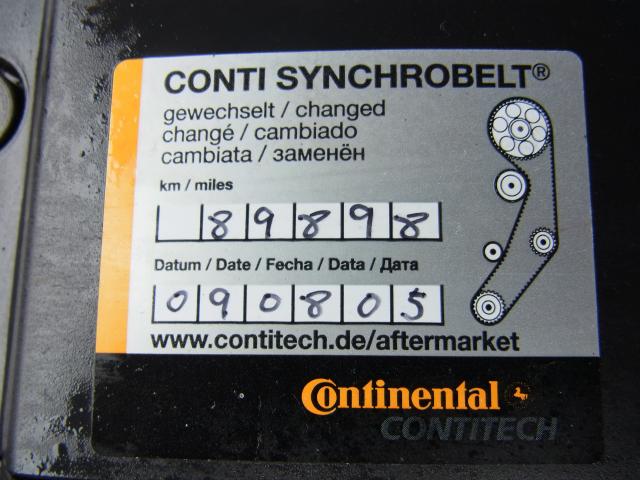 CONTI SYNCHROBELT®
gewechselt / changed
changé / cambiado
cambiata / заменён
km / miles
89898
Datum / Date / Fecha / Data / Дата
090805
www.contitech.de/aftermarket
Continental
CONTITECH